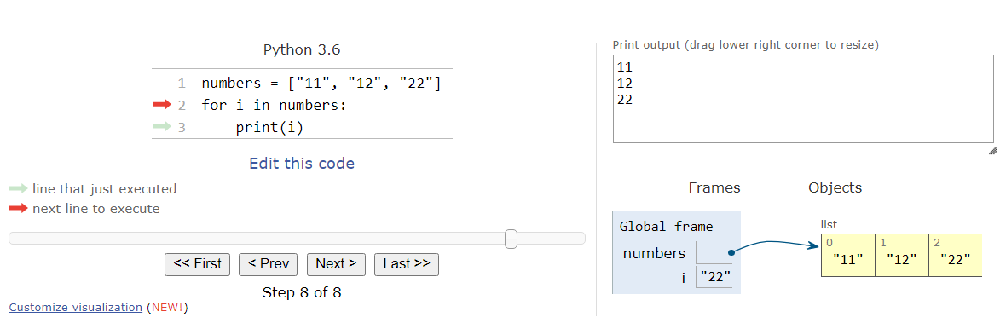 Python 3.6
1 numbers = ["11", "12", "22"]
2 for i in numbers:
3     print(i)
Edit this code
line that just executed
next line to execute
<< First < Prev Next > Last >>
Step 8 of 8
Customize visualization (NEW!)
Print output (drag lower right corner to resize)
11
12
22
Frames Objects
Global frame
numbers
i "22"
list
0 1 2
"11" "12" "22"